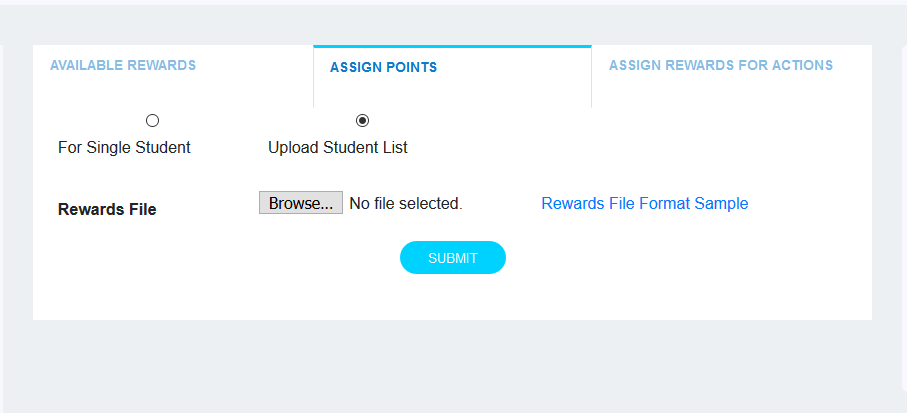 AVAILABLE REWARDS
ASSIGN POINTS
ASSIGN REWARDS FOR ACTIONS
For Single Student
Upload Student List
Rewards File
Browse... No file selected.
Rewards File Format Sample
SUBMIT